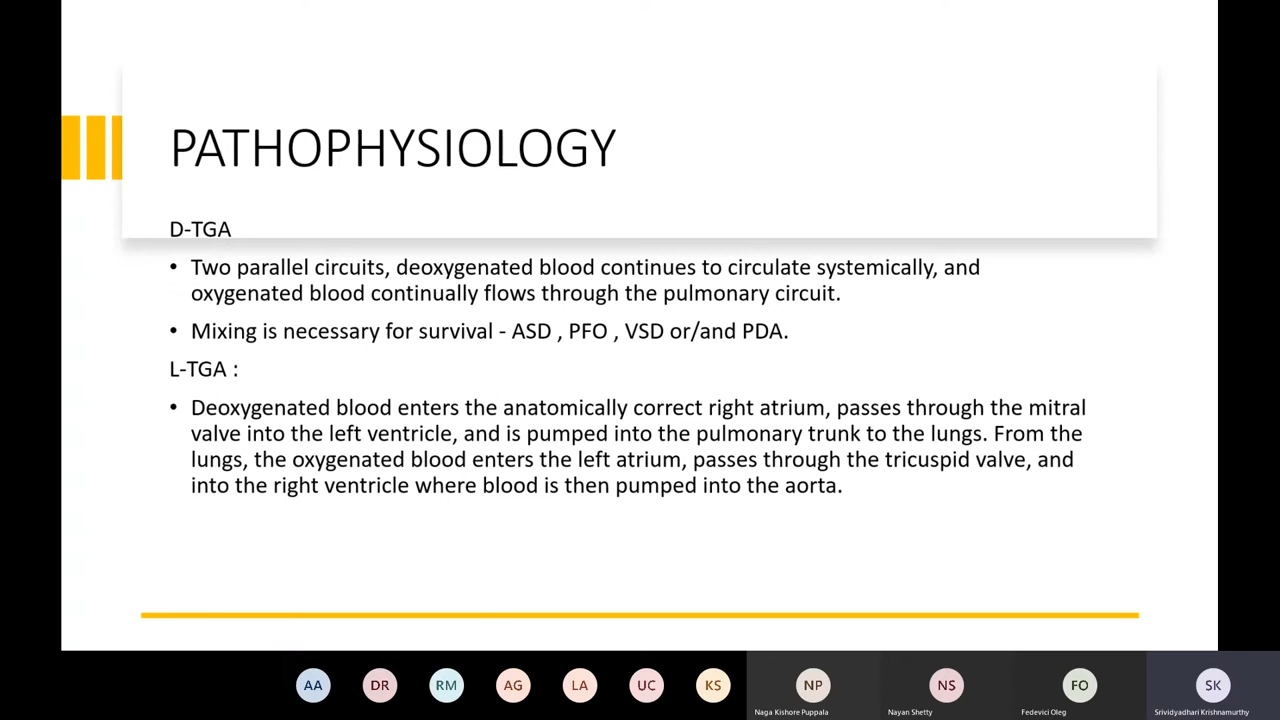 PATHOPHYSIOLOGY
D-TGA
• Two parallel circuits, deoxygenated blood continues to circulate systemically, and
oxygenated blood continually flows through the pulmonary circuit.
• Mixing is necessary for survival - ASD , PFO , VSD or/and PDA.
L-TGA :
• Deoxygenated blood enters the anatomically correct right atrium, passes through the mitral
valve into the left ventricle, and is pumped into the pulmonary trunk to the lungs. From the
lungs, the oxygenated blood enters the left atrium, passes through the tricuspid valve, and
into the right ventricle where blood is then pumped into the aorta.
AA DR RM AG LA UC KS NP NS FO SK
Naga Kishore Puppala Nayan Shetty Fedevici Oleg Srividyadhari Krishnamurthy